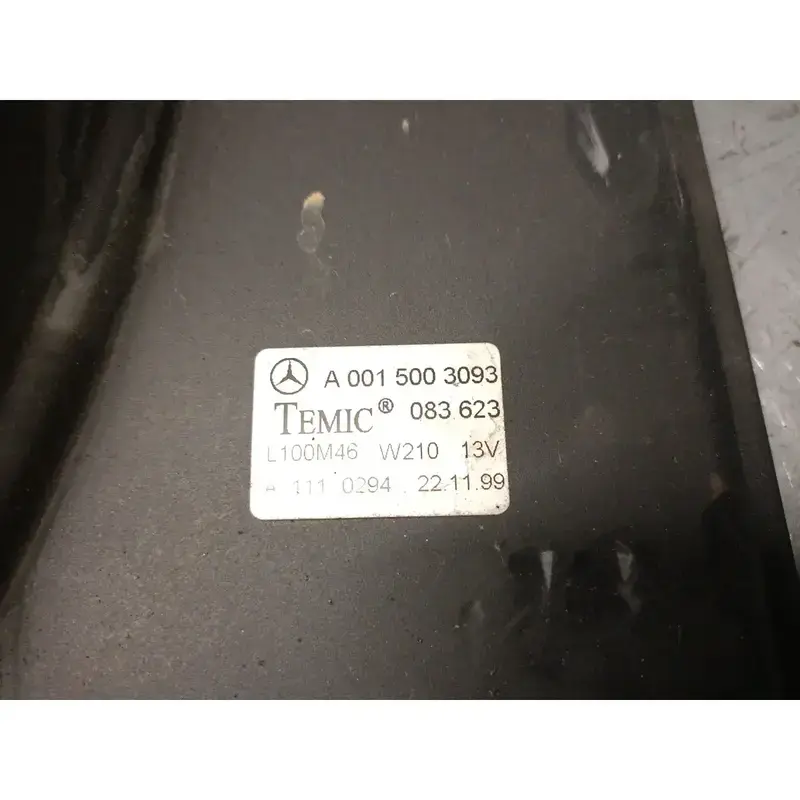 A 001 500 3093
TEMIC® 083 623
L100M46 W210 13V
A 111 0294 22.11.99